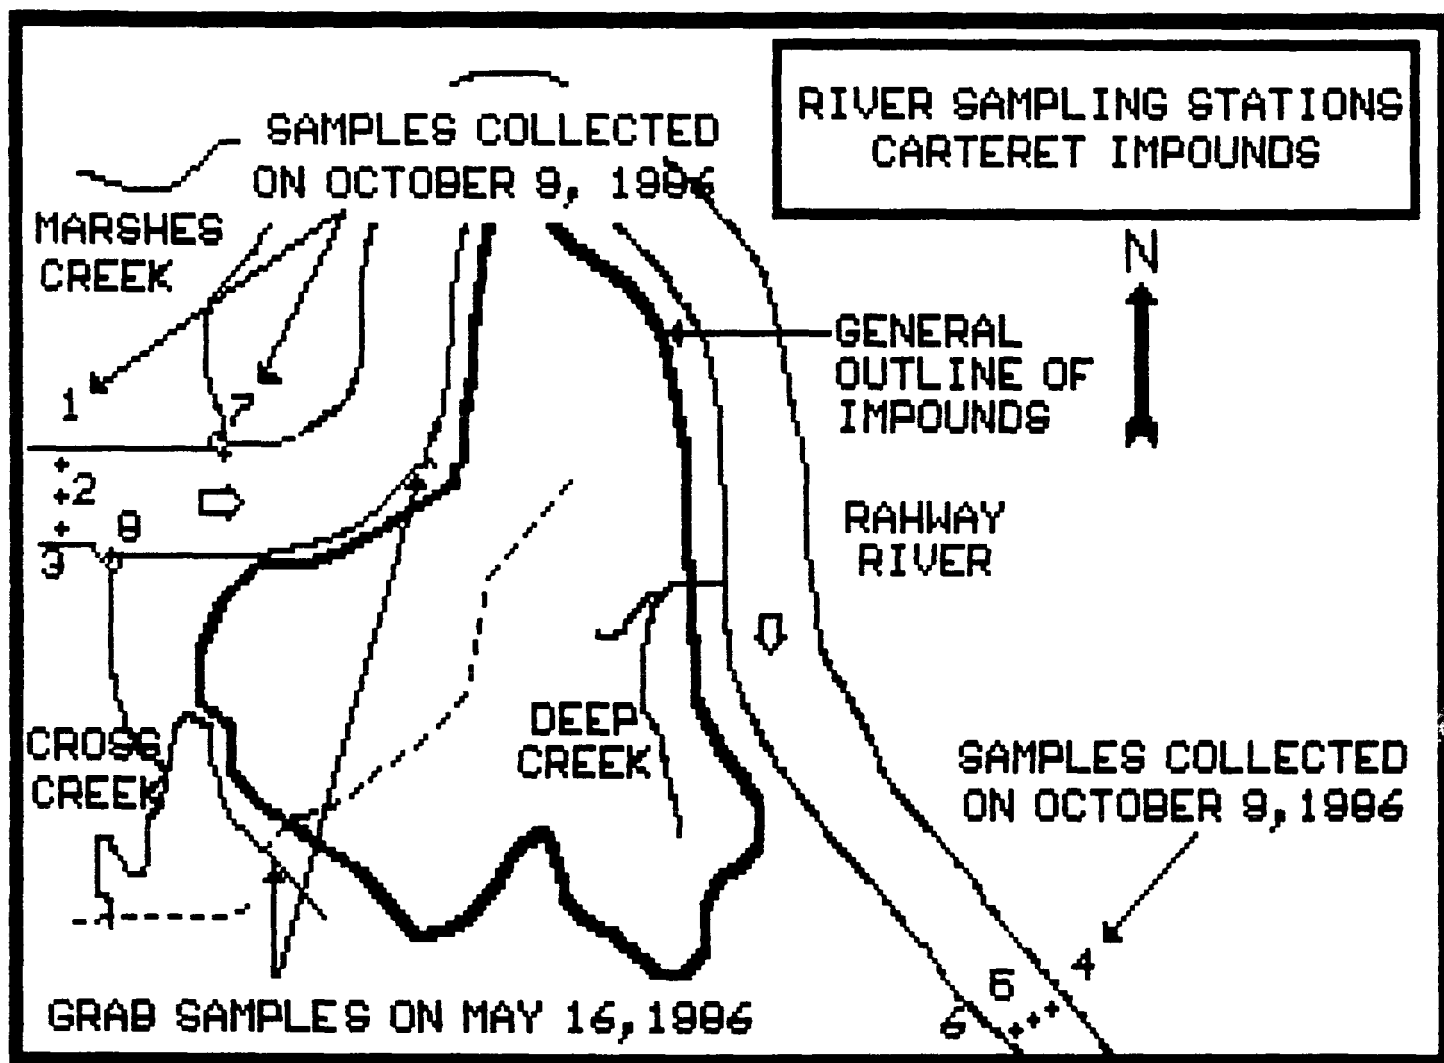 RIVER SAMPLING STATIONS
CARTERET IMPOUNDS
SAMPLES COLLECTED
ON OCTOBER 9, 1986
MARSHES
CREEK
N
GENERAL
OUTLINE OF
IMPOUNDS
1
7
2
8
3
RAHWAY
RIVER
DEEP
CREEK
CROSS
CREEK
SAMPLES COLLECTED
ON OCTOBER 9,1986
4
5
6
GRAB SAMPLES ON MAY 16,1986